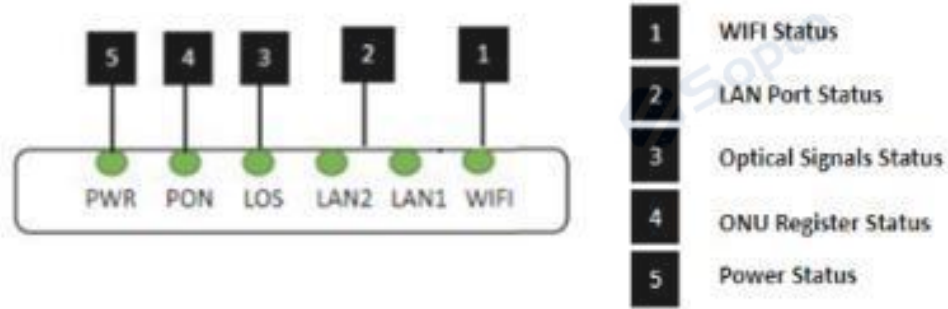 5 4 3 2 1
PWR PON LOS LAN2 LAN1 WIFI
1 WIFI Status
2 LAN Port Status
3 Optical Signals Status
4 ONU Register Status
5 Power Status